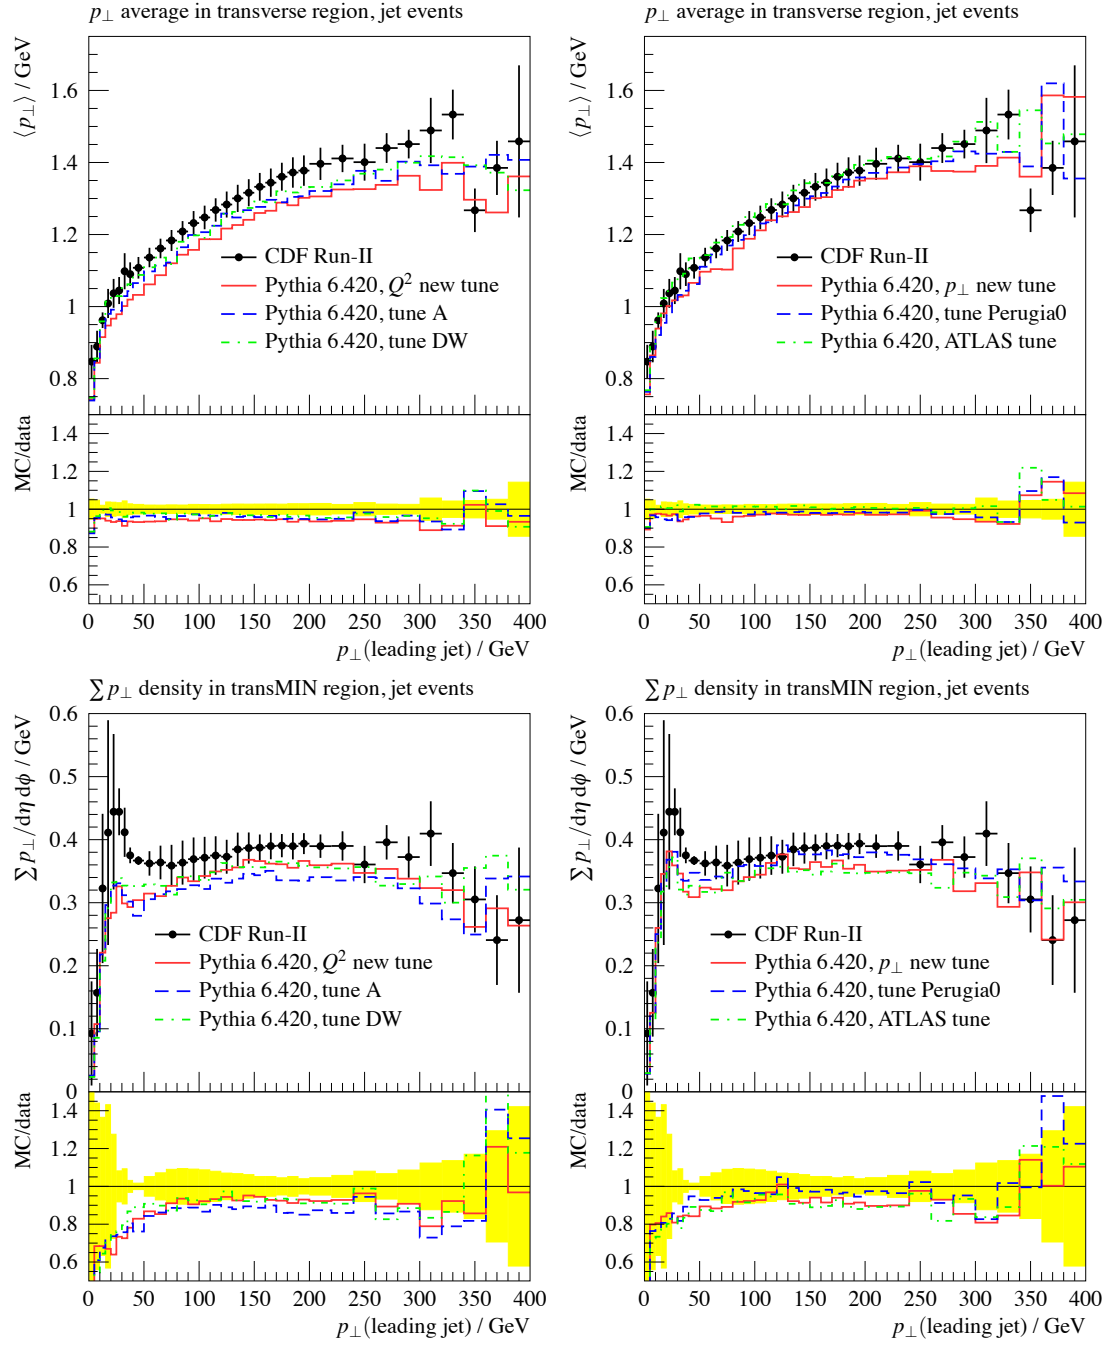 p⊥ average in transverse region, jet events
⟨p⊥⟩ / GeV
1.6
1.4
1.2
1
0.8
CDF Run-II
Pythia 6.420, Q² new tune
Pythia 6.420, tune A
Pythia 6.420, tune DW
MC/data
1.4
1.2
1
0.8
0.6
0 50 100 150 200 250 300 350 400
p⊥(leading jet) / GeV
p⊥ average in transverse region, jet events
⟨p⊥⟩ / GeV
1.6
1.4
1.2
1
0.8
CDF Run-II
Pythia 6.420, p⊥ new tune
Pythia 6.420, tune Perugia0
Pythia 6.420, ATLAS tune
MC/data
1.4
1.2
1
0.8
0.6
0 50 100 150 200 250 300 350 400
p⊥(leading jet) / GeV
∑ p⊥ density in transMIN region, jet events
∑ p⊥/dη dϕ / GeV
0.6
0.5
0.4
0.3
0.2
0.1
0
CDF Run-II
Pythia 6.420, Q² new tune
Pythia 6.420, tune A
Pythia 6.420, tune DW
MC/data
1.4
1.2
1
0.8
0.6
0 50 100 150 200 250 300 350 400
p⊥(leading jet) / GeV
∑ p⊥ density in transMIN region, jet events
∑ p⊥/dη dϕ / GeV
0.6
0.5
0.4
0.3
0.2
0.1
0
CDF Run-II
Pythia 6.420, p⊥ new tune
Pythia 6.420, tune Perugia0
Pythia 6.420, ATLAS tune
MC/data
1.4
1.2
1
0.8
0.6
0 50 100 150 200 250 300 350 400
p⊥(leading jet) / GeV